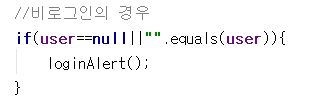 //비로그인의 경우
if(user==null||"".equals(user)){
    loginAlert();
}